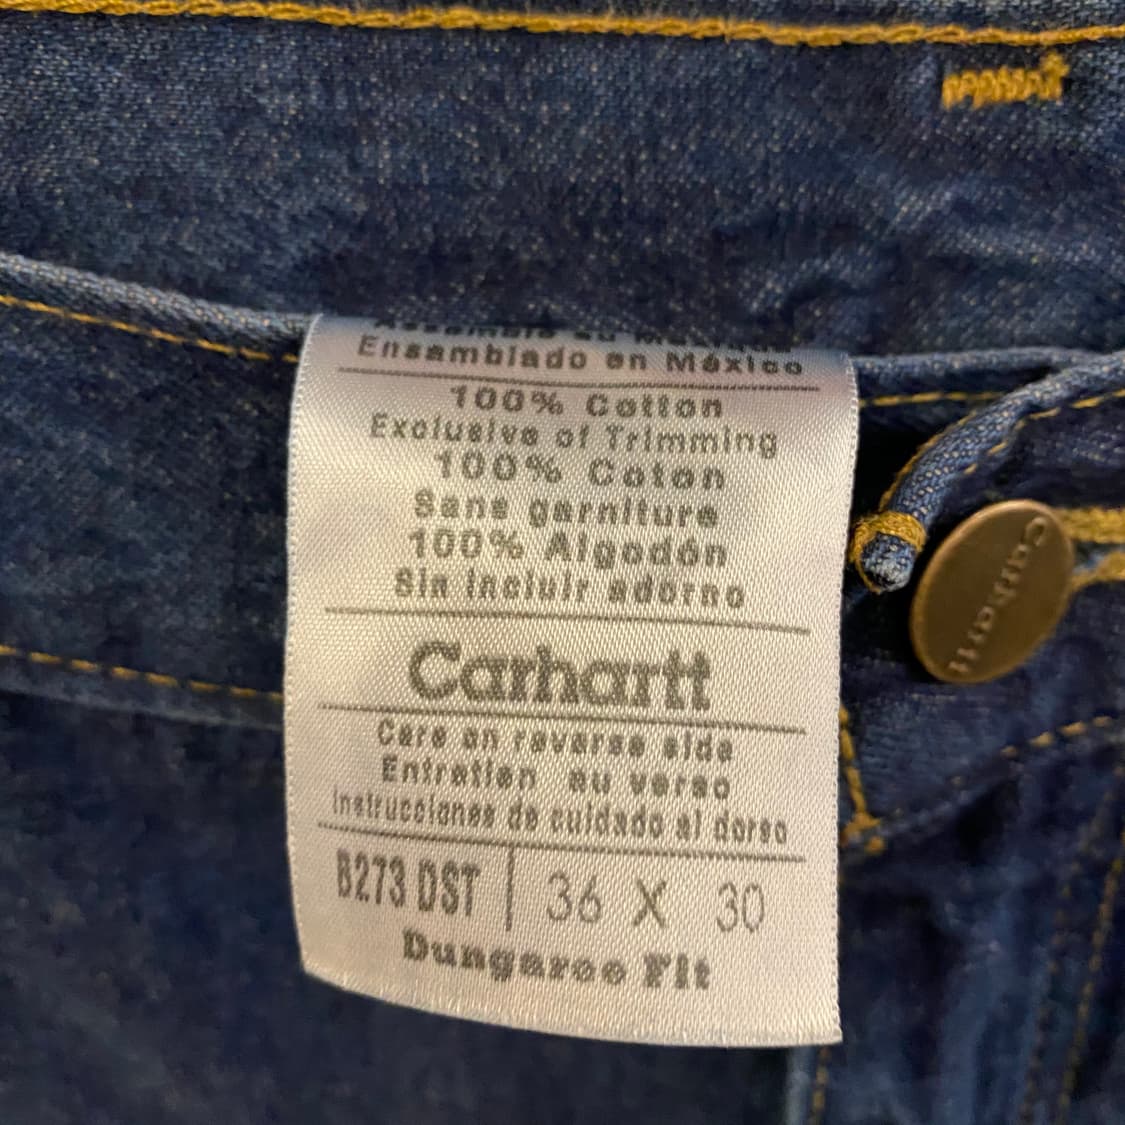 Ensamblado en México
100% Cotton
Exclusive of Trimming
100% Coton
Sans garniture
100% Algodón
Sin incluir adorno
Carhartt
Care on reverse side
Entretien au verso
Instrucciones de cuidado al dorso
B273 DST | 36 X 30
Dungaree Fit
Carhartt